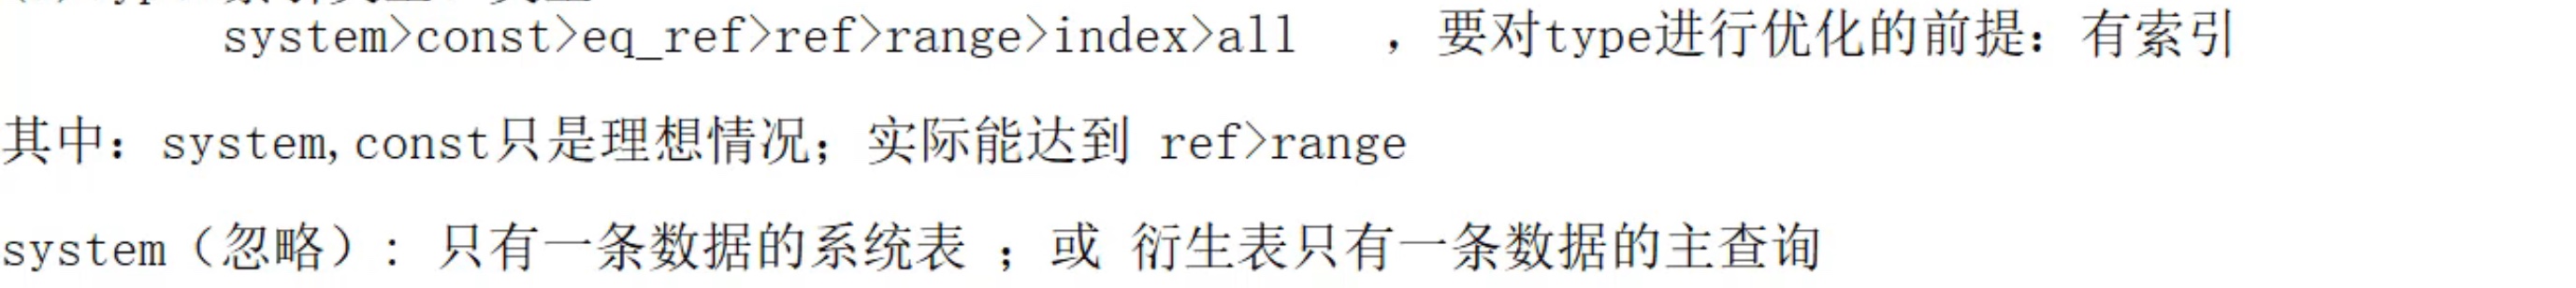 system>const>eq_ref>ref>range>index>all ，要对type进行优化的前提：有索引
其中：system,const只是理想情况；实际能达到 ref>range
system（忽略）: 只有一条数据的系统表 ；或 衍生表只有一条数据的主查询